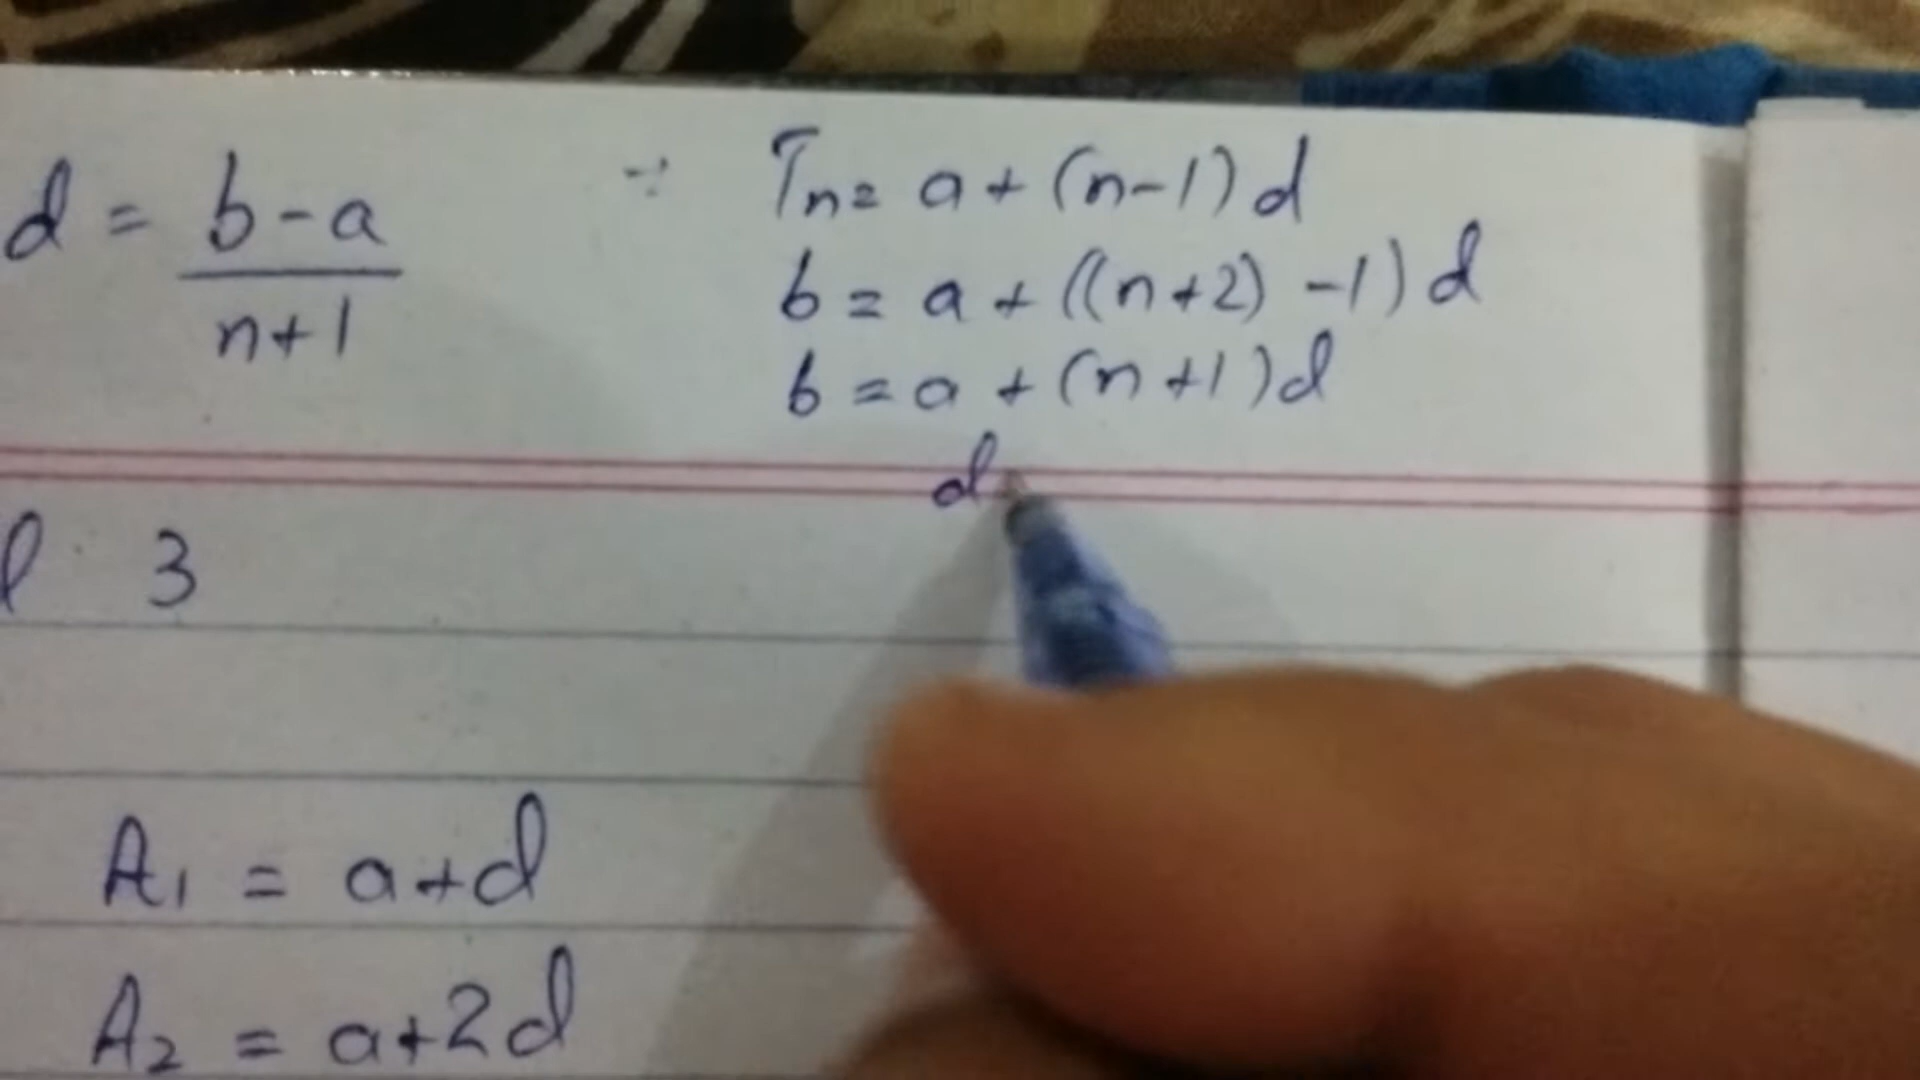 d = b-a / n+1
∵ Tn = a + (n-1)d
b = a + ((n+2) -1)d
b = a + (n+1)d
d
3
A1 = a+d
A2 = a+2d